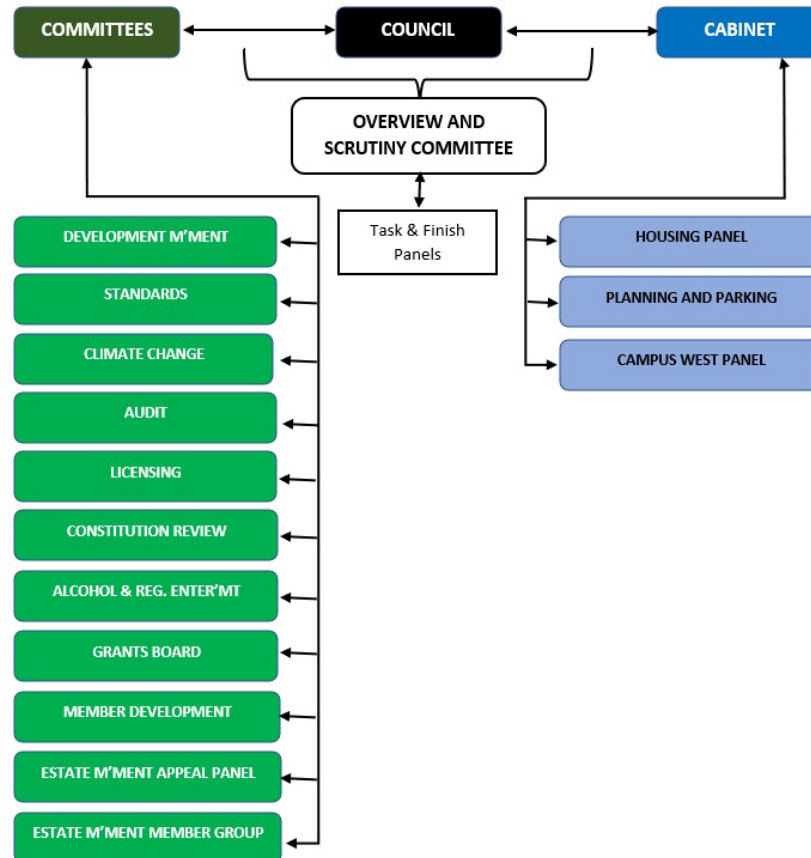 COMMITTEES
COUNCIL
CABINET
OVERVIEW AND
SCRUTINY COMMITTEE
Task & Finish
Panels
DEVELOPMENT M’MENT
STANDARDS
CLIMATE CHANGE
AUDIT
LICENSING
CONSTITUTION REVIEW
ALCOHOL & REG. ENTER’MT
GRANTS BOARD
MEMBER DEVELOPMENT
ESTATE M’MENT APPEAL PANEL
ESTATE M’MENT MEMBER GROUP
HOUSING PANEL
PLANNING AND PARKING
CAMPUS WEST PANEL